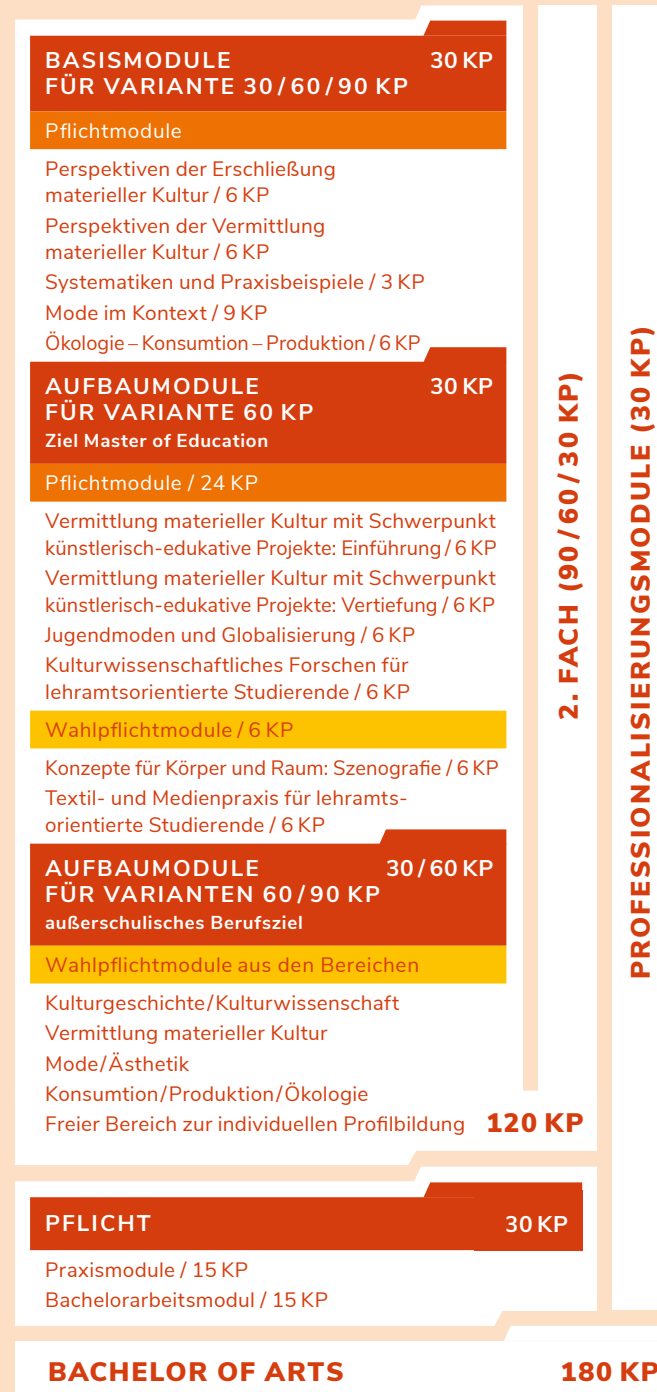 BASISMODULE 30 KP
FÜR VARIANTE 30/60/90 KP
Pflichtmodule
Perspektiven der Erschließung
materieller Kultur / 6 KP
Perspektiven der Vermittlung
materieller Kultur / 6 KP
Systematiken und Praxisbeispiele / 3 KP
Mode im Kontext / 9 KP
Ökologie – Konsumtion – Produktion / 6 KP
AUFBAUMODULE 30 KP
FÜR VARIANTE 60 KP
Ziel Master of Education
Pflichtmodule / 24 KP
Vermittlung materieller Kultur mit Schwerpunkt
künstlerisch-edukative Projekte: Einführung / 6 KP
Vermittlung materieller Kultur mit Schwerpunkt
künstlerisch-edukative Projekte: Vertiefung / 6 KP
Jugendmoden und Globalisierung / 6 KP
Kulturwissenschaftliches Forschen für
lehramtsorientierte Studierende / 6 KP
Wahlpflichtmodule / 6 KP
Konzepte für Körper und Raum: Szenografie / 6 KP
Textil- und Medienpraxis für lehramts-
orientierte Studierende / 6 KP
AUFBAUMODULE 30/60 KP
FÜR VARIANTEN 60/90 KP
außerschulisches Berufsziel
Wahlpflichtmodule aus den Bereichen
Kulturgeschichte/Kulturwissenschaft
Vermittlung materieller Kultur
Mode/Ästhetik
Konsumtion/Produktion/Ökologie
Freier Bereich zur individuellen Profilbildung 120 KP
2. FACH (90/60/30 KP)
PROFESSIONALISIERUNGSMODULE (30 KP)
PFLICHT 30 KP
Praxismodule / 15 KP
Bachelorarbeitsmodul / 15 KP
BACHELOR OF ARTS 180 KP